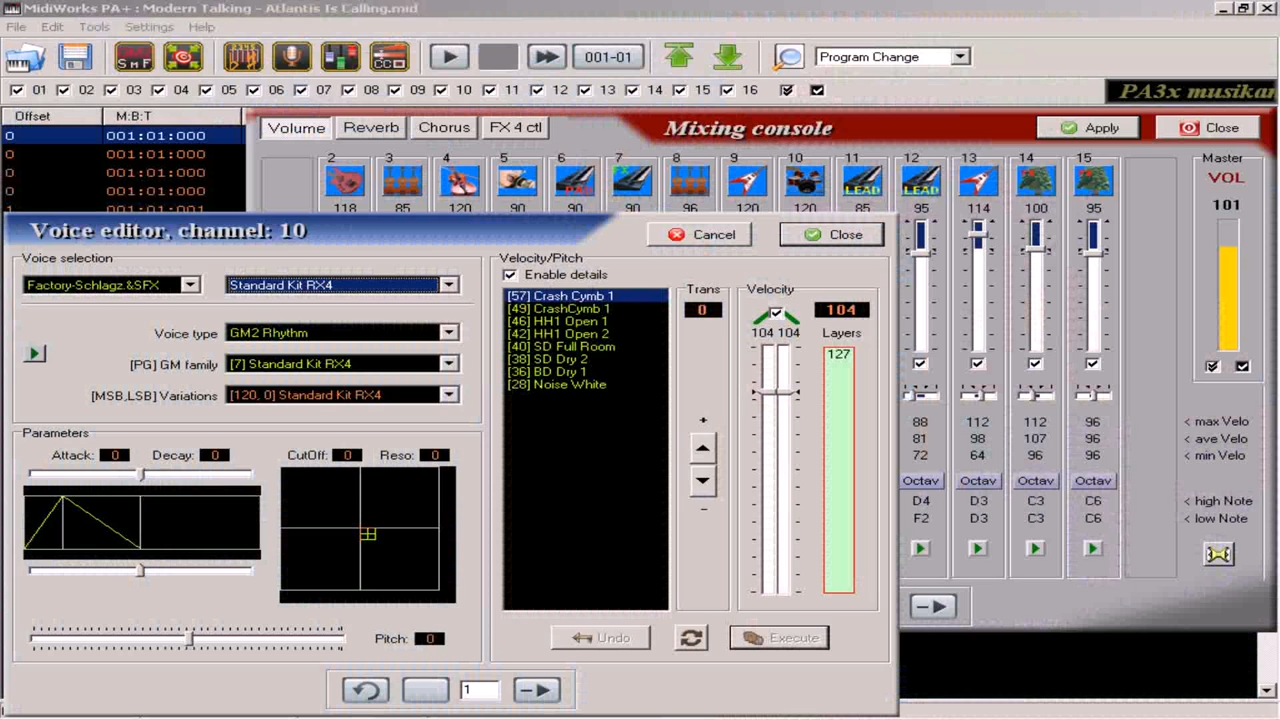 MidiWorks PA+ : Modern Talking - Atlantis Is Calling.mid
File Edit Tools Settings Help
SMF CC 001-01 Program Change
01 02 03 04 05 06 07 08 09 10 11 12 13 14 15 16
PA3x musikan
Offset M:B:T
0 001:01:000
0 001:01:000
0 001:01:000
0 001:01:000
1 001:01:001
Volume Reverb Chorus FX 4 ctl Mixing console Apply Close
2 3 4 5 6 7 8 9 10 11 12 13 14 15 Master
VOL
LEAD LEAD
118 85 120 90 90 90 96 120 120 85 95 114 100 95 101
88 112 112 96 < max Velo
81 98 107 96 < ave Velo
72 64 96 96 < min Velo
Octav Octav Octav Octav
D4 D3 C3 C6 < high Note
F2 D3 C3 C6 < low Note
Voice editor, channel: 10 Cancel Close
Voice selection
Factory-Schlagz.&SFX Standard Kit RX4
Voice type GM2 Rhythm
[PG] GM family [7] Standard Kit RX4
[MSB,LSB] Variations [120, 0] Standard Kit RX4
Parameters
Attack: 0 Decay: 0 CutOff: 0 Reso: 0
Pitch: 0
Velocity/Pitch
Enable details
[57] Crash Cymb 1
[49] CrashCymb 1
[46] HH1 Open 1
[42] HH1 Open 2
[40] SD Full Room
[38] SD Dry 2
[36] BD Dry 1
[28] Noise White
Trans
0
+
-
Velocity
104
104 104 Layers
127
Undo Execute
1